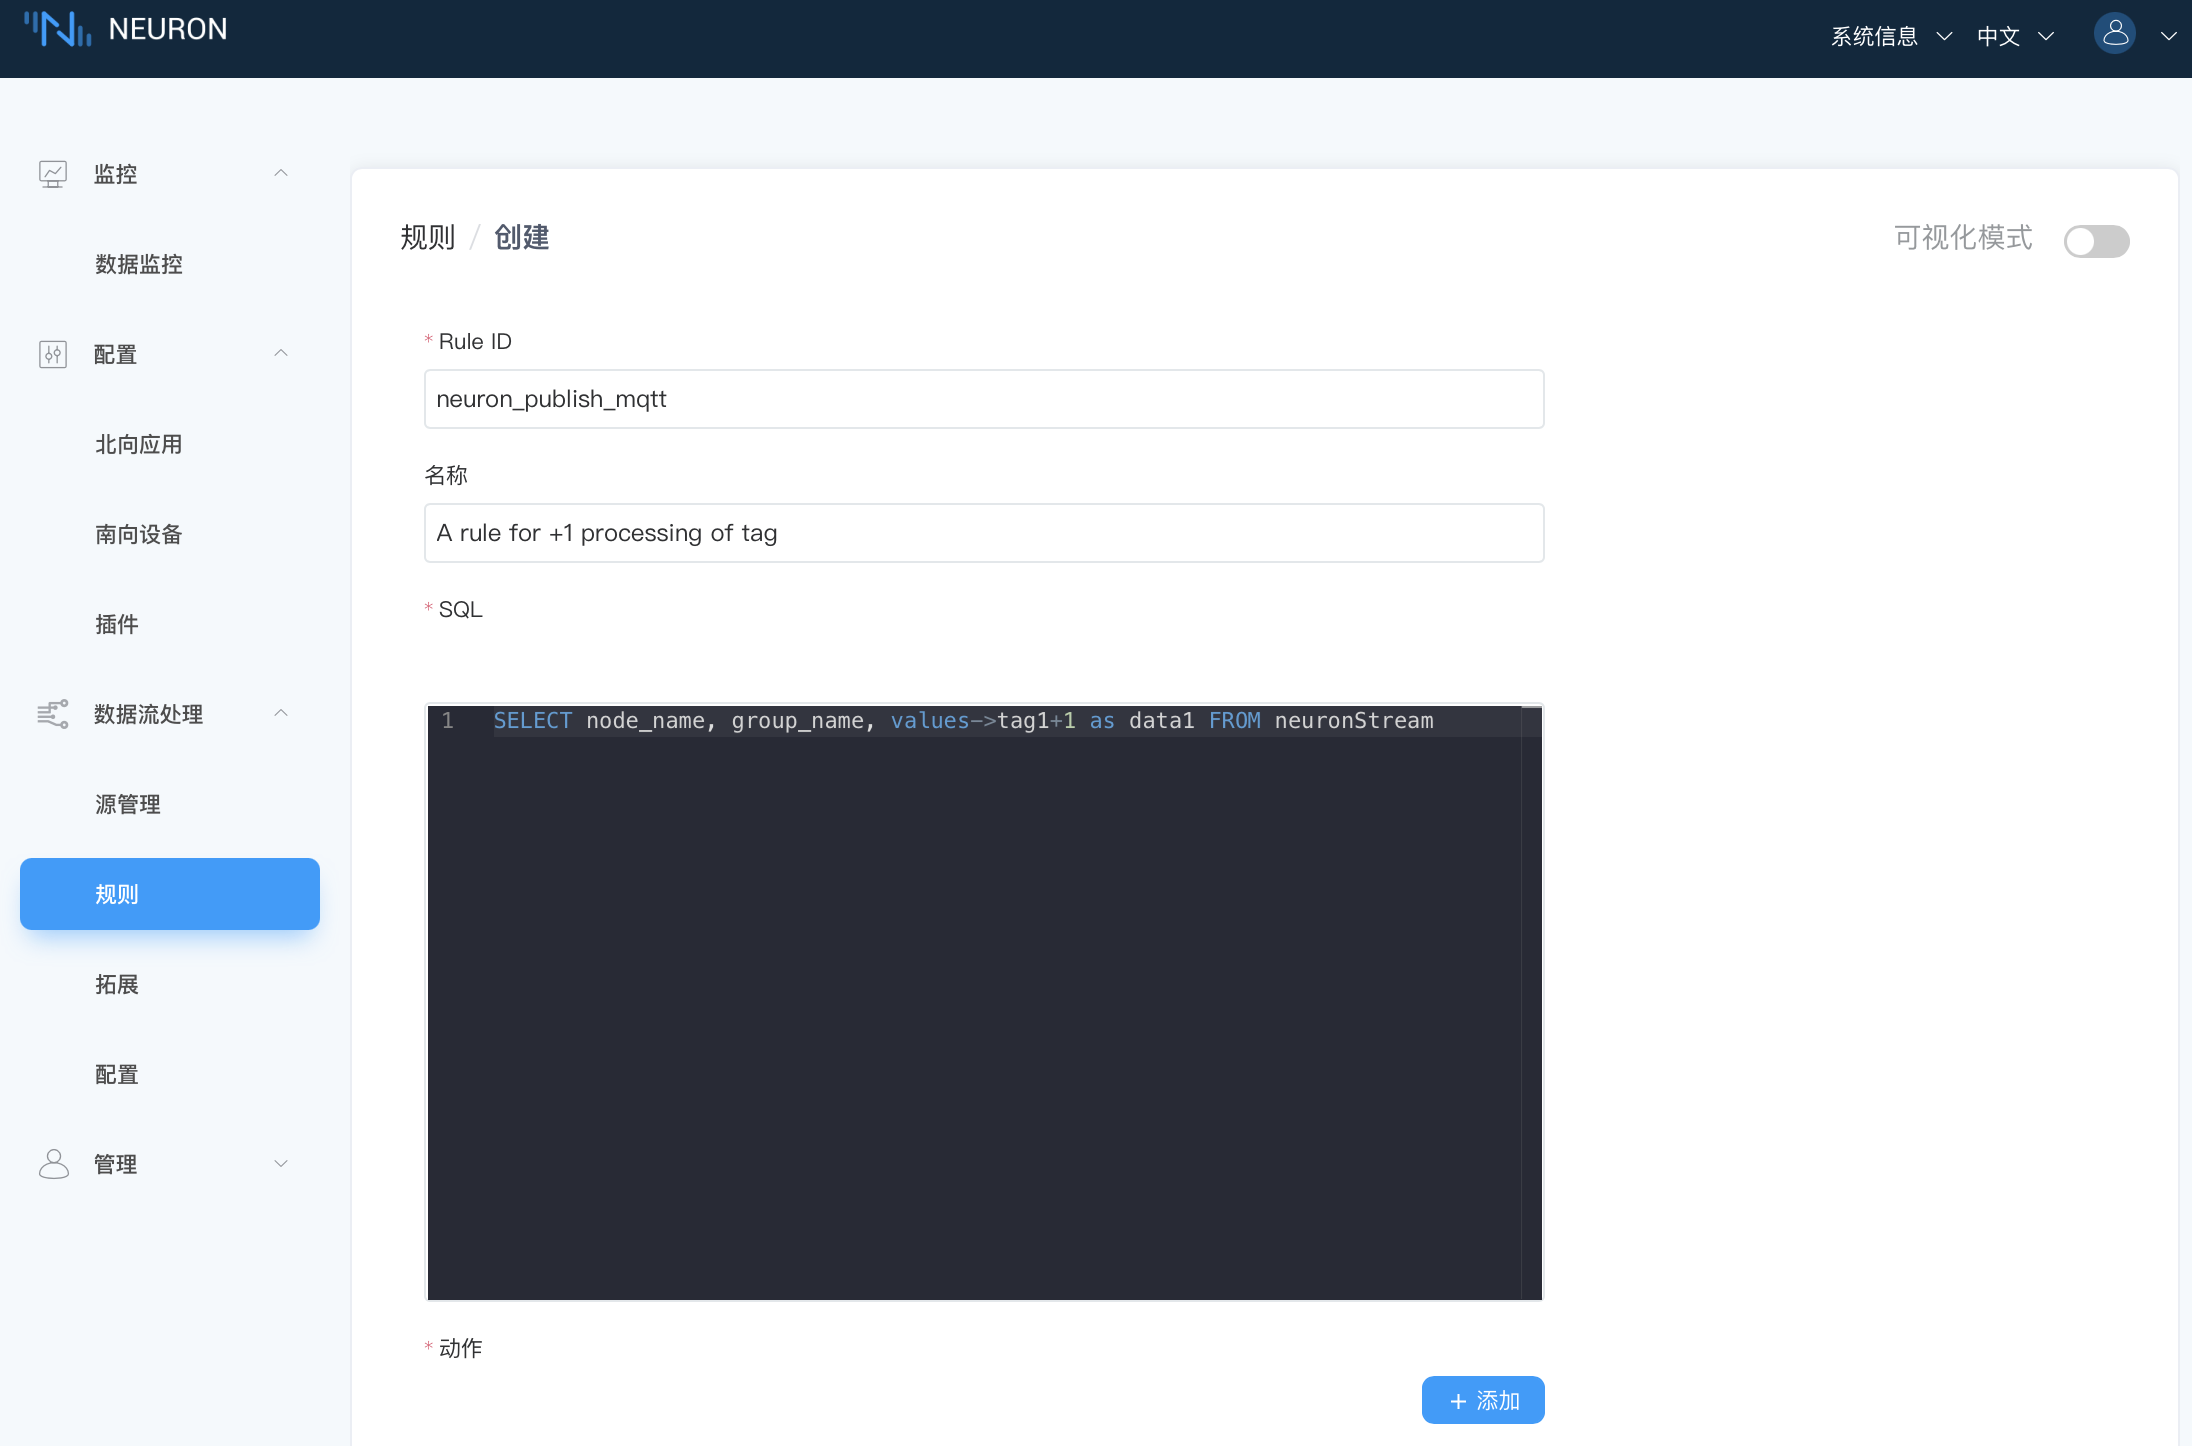 NEURON
系统信息
中文
监控
数据监控
配置
北向应用
南向设备
插件
数据流处理
源管理
规则
拓展
配置
管理
规则 / 创建
可视化模式
* Rule ID
neuron_publish_mqtt
名称
A rule for +1 processing of tag
* SQL
1 SELECT node_name, group_name, values->tag1+1 as data1 FROM neuronStream
* 动作
+ 添加